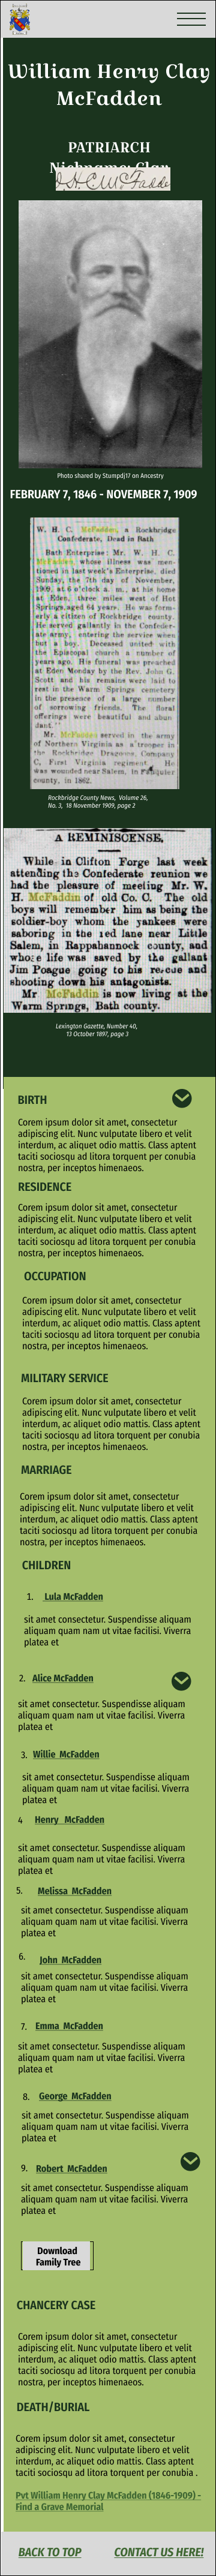 William Henry Clay
McFadden
PATRIARCH
Nickname: Clay
W. H. C. McFadden
Photo shared by Stumpdj17 on Ancestry
FEBRUARY 7, 1846 - NOVEMBER 7, 1909
W. H. C. McFadden, a Rockbridge
Confederate, Dead in Bath
Bath Enterprise: Mr. W. H. C.
McFadden, whose illness was men-
tioned in last week's Enterprise, died
Sunday, the 7th day of November,
1909, at 6 o'clock a. m., at his home
at Eden, three miles west of Hot
Springs, aged 64 years. He was form-
erly a citizen of Rockbridge county.
He served gallantly in the Confeder-
ate army, entering the service when
but a boy. Deceased united with
the Episcopal church a number of
years ago. His funeral was preached
at Eden, Wednesday, by Rev. John G.
Scott and his remains were laid to
rest in the Warm Springs cemetery
in the presence of a large number
of sorrowing friends. The floral
offerings were beautiful and abun
dant.
Mr. McFadden served in the army
of Northern Virginia as a trooper in
Company C, First Virginia Cavalry,
First Virginia regiment. He
was wounded at Little Salem, near
Guest, in 1862.
Rockbridge County News, Volume 26,
No. 3, 18 November 1909, page 2
A REMINISCENSE.
While in Clifton Forge last week
attending the Confederate reunion we
had the pleasure of meeting Mr. W.
H. McFaddin of old Co. C. The old
boys will remember him as being the
soldier-boy whom the yankees were
saboring in the rail lane near Little
Salem, in Rappahannock county, and
gallant Jim Poague going to his rescue and
shooting down his antagonists.
Mr McFaddin is now living at the
Warm Springs, Bath county.
Lexington Gazette, Number 40,
13 October 1897, page 3
BIRTH
Corem ipsum dolor sit amet, consectetur
adipiscing elit. Nunc vulputate libero et velit
interdum, ac aliquet odio mattis. Class aptent
taciti sociosqu ad litora torquent per conubia
nostra, per inceptos himenaeos.
RESIDENCE
Corem ipsum dolor sit amet, consectetur
adipiscing elit. Nunc vulputate libero et velit
interdum, ac aliquet odio mattis. Class aptent
taciti sociosqu ad litora torquent per conubia
nostra, per inceptos himenaeos.
OCCUPATION
Corem ipsum dolor sit amet, consectetur
adipiscing elit. Nunc vulputate libero et velit
interdum, ac aliquet odio mattis. Class aptent
taciti sociosqu ad litora torquent per conubia
nostra, per inceptos himenaeos.
MILITARY SERVICE
Corem ipsum dolor sit amet, consectetur
adipiscing elit. Nunc vulputate libero et velit
interdum, ac aliquet odio mattis. Class aptent
taciti sociosqu ad litora torquent per conubia
nostra, per inceptos himenaeos.
MARRIAGE
Corem ipsum dolor sit amet, consectetur
adipiscing elit. Nunc vulputate libero et velit
interdum, ac aliquet odio mattis. Class aptent
taciti sociosqu ad litora torquent per conubia
nostra, per inceptos himenaeos.
CHILDREN
1. Lula McFadden
sit amet consectetur. Suspendisse aliquam
aliquam quam nam ut vitae facilisi. Viverra
platea et
2. Alice McFadden
sit amet consectetur. Suspendisse aliquam
aliquam quam nam ut vitae facilisi. Viverra
platea et
3. Willie McFadden
sit amet consectetur. Suspendisse aliquam
aliquam quam nam ut vitae facilisi. Viverra
platea et
4 Henry McFadden
sit amet consectetur. Suspendisse aliquam
aliquam quam nam ut vitae facilisi. Viverra
platea et
5. Melissa McFadden
sit amet consectetur. Suspendisse aliquam
aliquam quam nam ut vitae facilisi. Viverra
platea et
6. John McFadden
sit amet consectetur. Suspendisse aliquam
aliquam quam nam ut vitae facilisi. Viverra
platea et
7. Emma McFadden
sit amet consectetur. Suspendisse aliquam
aliquam quam nam ut vitae facilisi. Viverra
platea et
8. George McFadden
sit amet consectetur. Suspendisse aliquam
aliquam quam nam ut vitae facilisi. Viverra
platea et
9. Robert McFadden
sit amet consectetur. Suspendisse aliquam
aliquam quam nam ut vitae facilisi. Viverra
platea et
Download
Family Tree
CHANCERY CASE
Corem ipsum dolor sit amet, consectetur
adipiscing elit. Nunc vulputate libero et velit
interdum, ac aliquet odio mattis. Class aptent
taciti sociosqu ad litora torquent per conubia
nostra, per inceptos himenaeos.
DEATH/BURIAL
Corem ipsum dolor sit amet, consectetur
adipiscing elit. Nunc vulputate libero et velit
interdum, ac aliquet odio mattis. Class aptent
taciti sociosqu ad litora torquent per conubia .
Pvt William Henry Clay McFadden (1846-1909) -
Find a Grave Memorial
BACK TO TOP
CONTACT US HERE!